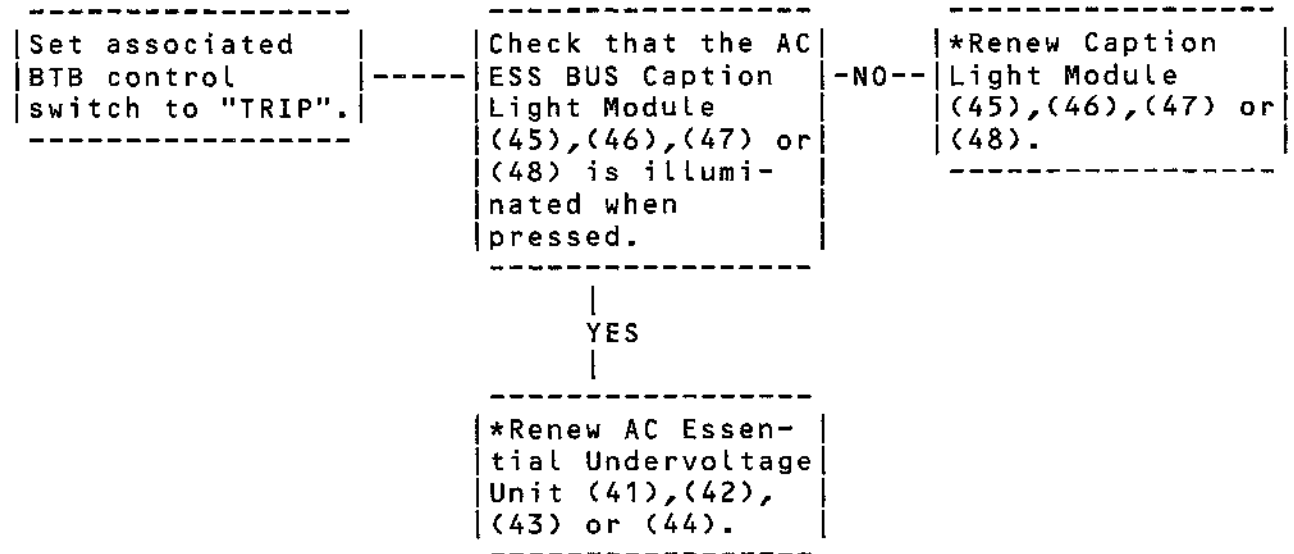 Set associated
BTB control
switch to "TRIP".
Check that the AC
ESS BUS Caption
Light Module
(45),(46),(47) or
(48) is illumi-
nated when
pressed.
NO
*Renew Caption
Light Module
(45),(46),(47) or
(48).
YES
*Renew AC Essen-
tial Undervoltage
Unit (41),(42),
(43) or (44).